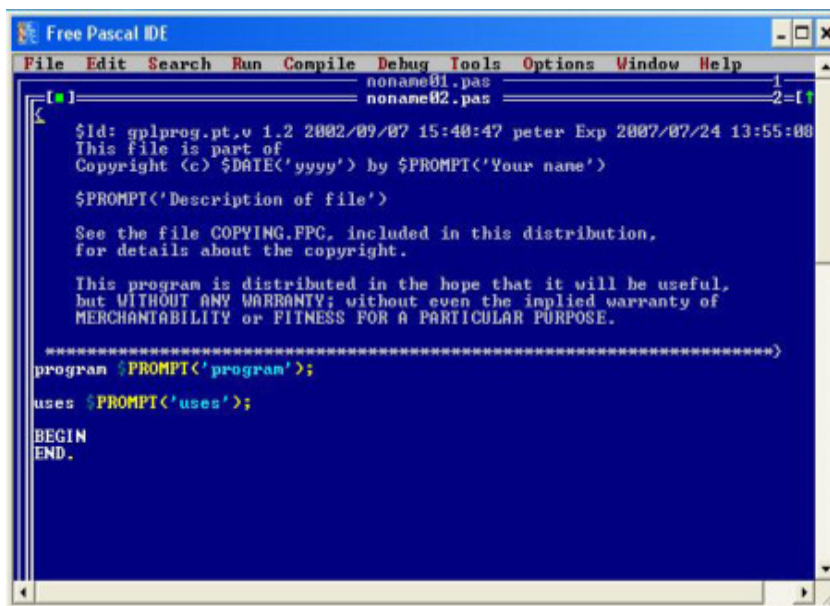 Free Pascal IDE
File Edit Search Run Compile Debug Tools Options Window Help
noname01.pas 1
[■] noname02.pas 2=[↑
{
$Id: gplprog.pt,v 1.2 2002/09/07 15:40:47 peter Exp 2007/07/24 13:55:08
This file is part of
Copyright (c) $DATE('yyyy') by $PROMPT('Your name')
$PROMPT('Description of file')
See the file COPYING.FPC, included in this distribution,
for details about the copyright.
This program is distributed in the hope that it will be useful,
but WITHOUT ANY WARRANTY; without even the implied warranty of
MERCHANTABILITY or FITNESS FOR A PARTICULAR PURPOSE.
**********************************************************************}
program $PROMPT('program');
uses $PROMPT('uses');
BEGIN
END.